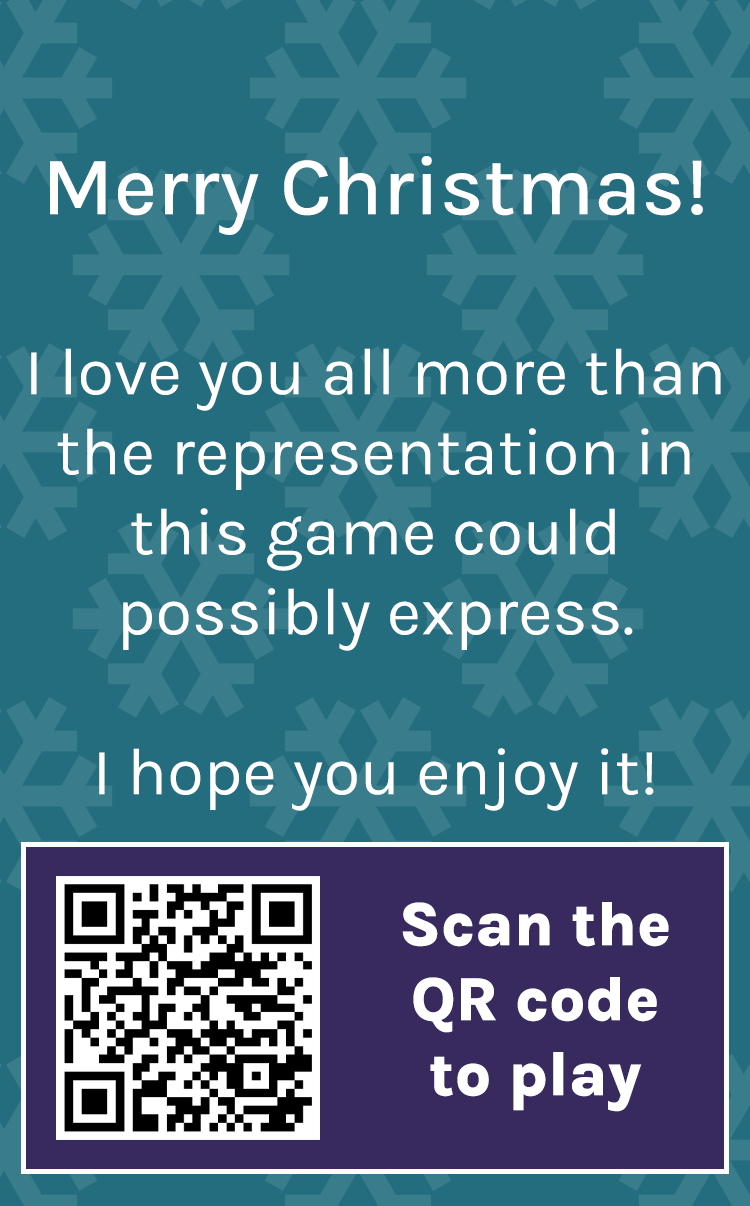 Merry Christmas!
I love you all more than
the representation in
this game could
possibly express.
I hope you enjoy it!
Scan the
QR code
to play